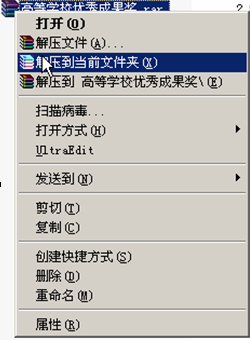 高等学校优秀成果奖.rar
打开(O)
解压文件(A)...
解压到当前文件夹(X)
解压到 高等学校优秀成果奖\(E)
扫描病毒...
打开方式(H)
UltraEdit
发送到(N)
剪切(T)
复制(C)
创建快捷方式(S)
删除(D)
重命名(M)
属性(R)